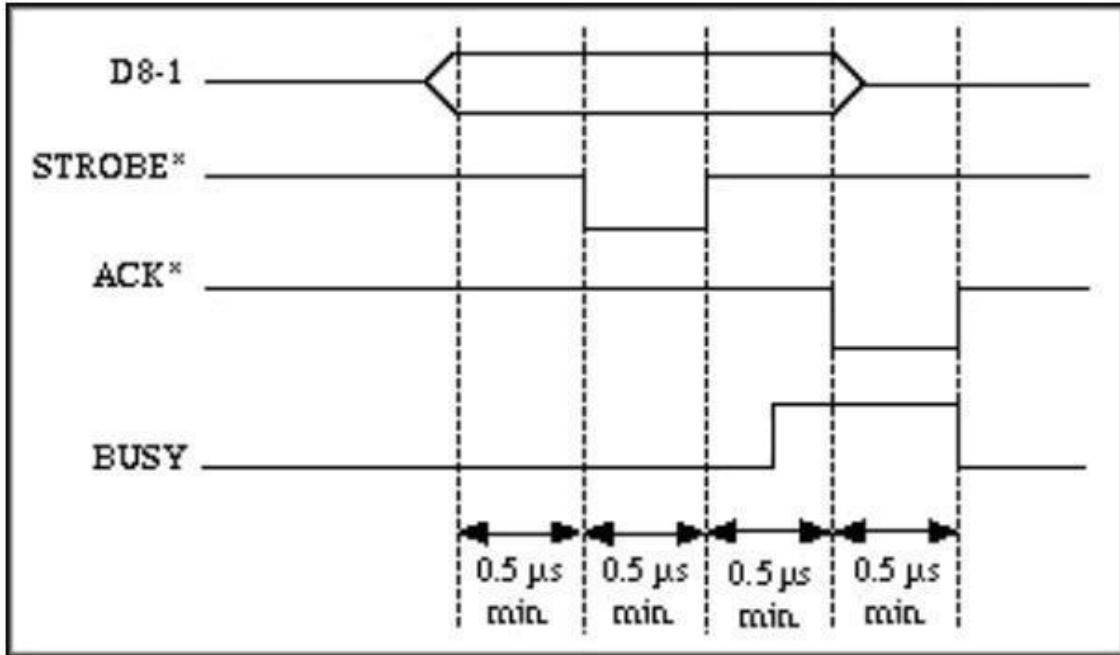 D8-1
STROBE*
ACK*
BUSY
0.5 µs 0.5 µs 0.5 µs 0.5 µs
min. min. min. min.